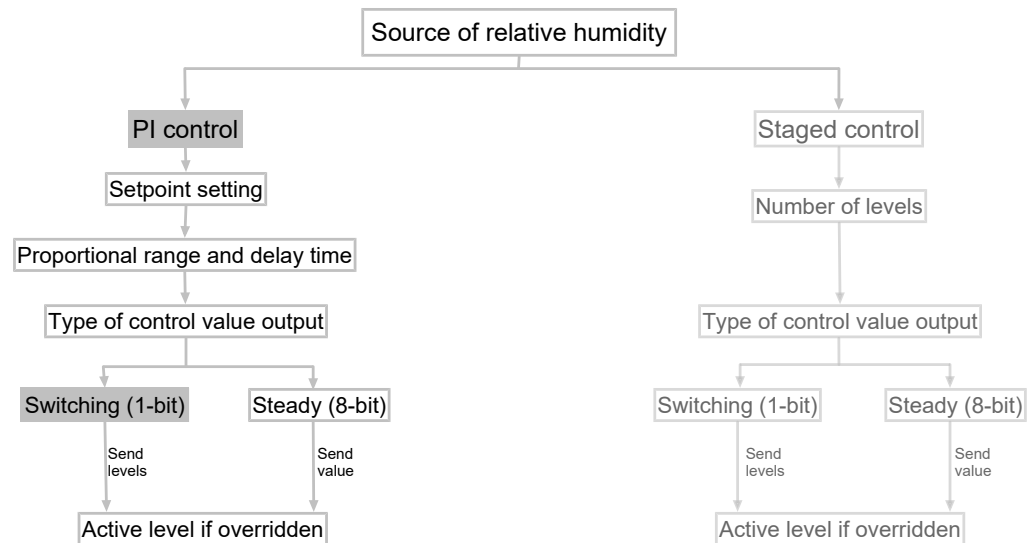 Source of relative humidity
PI control
Setpoint setting
Proportional range and delay time
Type of control value output
Switching (1-bit)
Steady (8-bit)
Send
levels
Send
value
Active level if overridden
Staged control
Number of levels
Type of control value output
Switching (1-bit)
Steady (8-bit)
Send
levels
Send
value
Active level if overridden